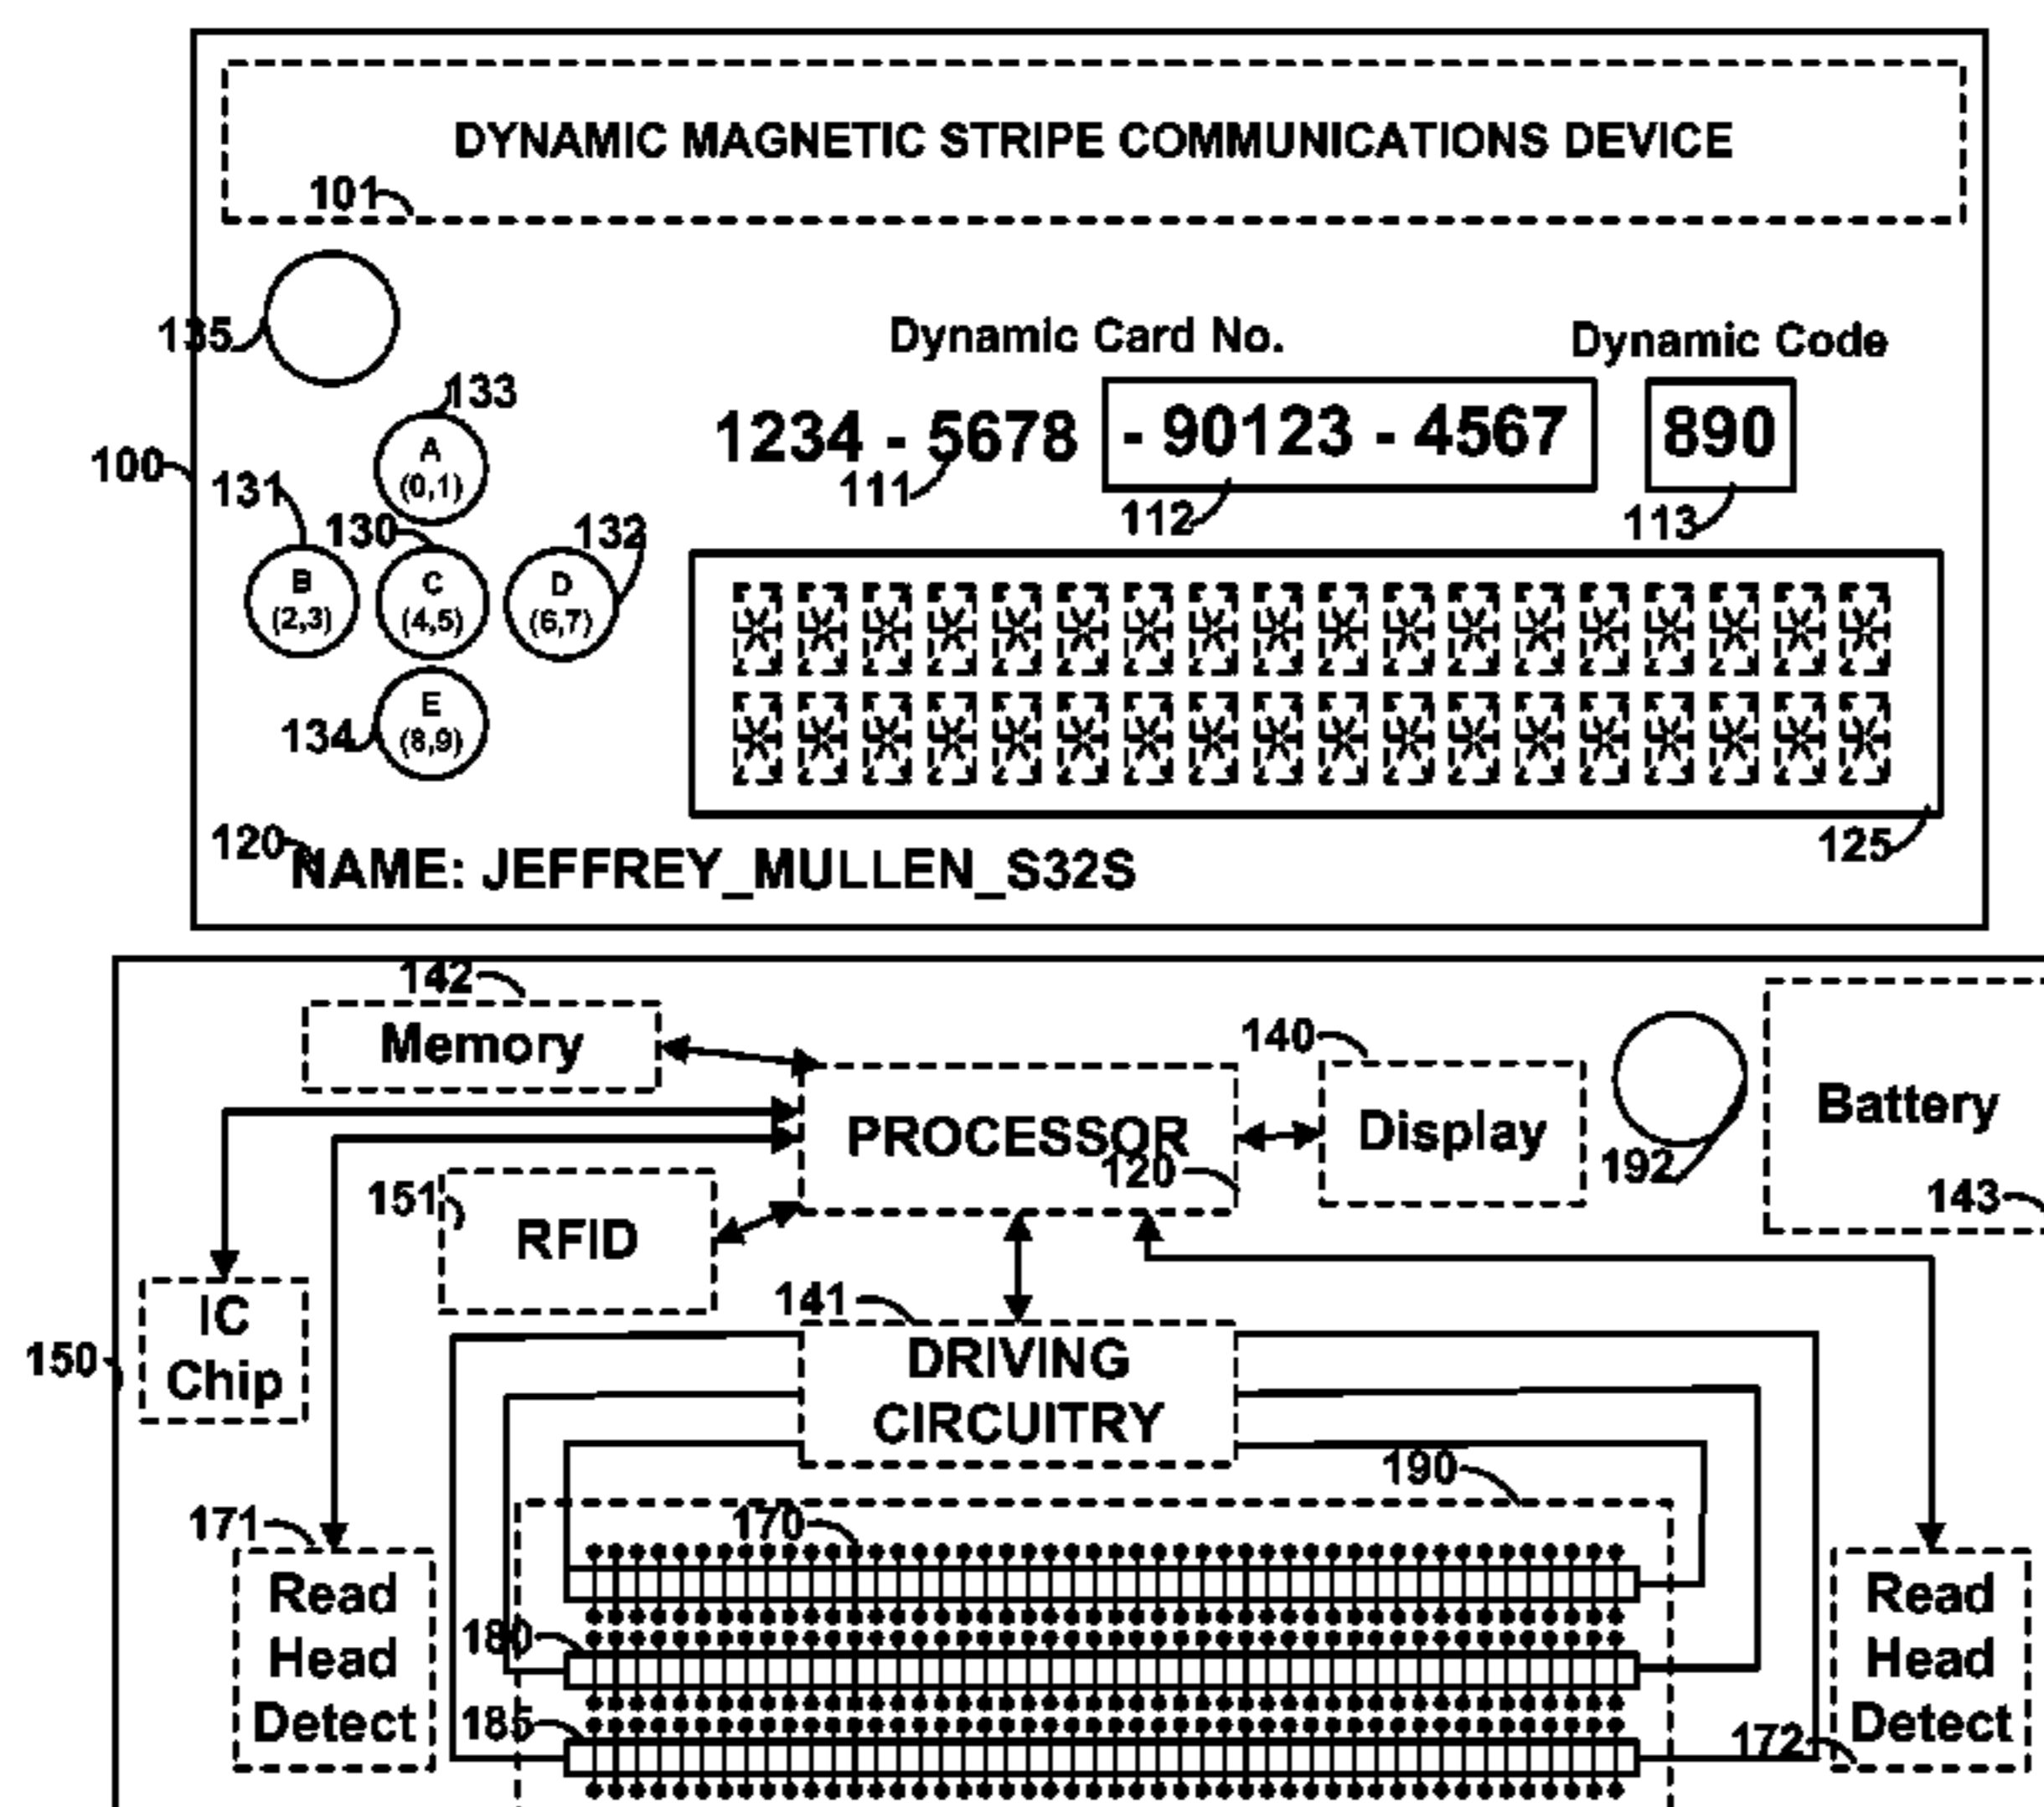 DYNAMIC MAGNETIC STRIPE COMMUNICATIONS DEVICE
101
135
Dynamic Card No.
Dynamic Code
133
A
(0,1)
1234 - 5678 - 90123 - 4567 890
100
131
111
112
113
130
132
B
(2,3)
C
(4,5)
D
(6,7)
E
(8,9)
134
120
NAME: JEFFREY_MULLEN_S32S
125
142
Memory
140
PROCESSOR
120
Display
192
Battery
143
151
RFID
141
IC
Chip
150
DRIVING
CIRCUITRY
190
171
170
Read
Head
Detect
180
185
Read
Head
Detect
172